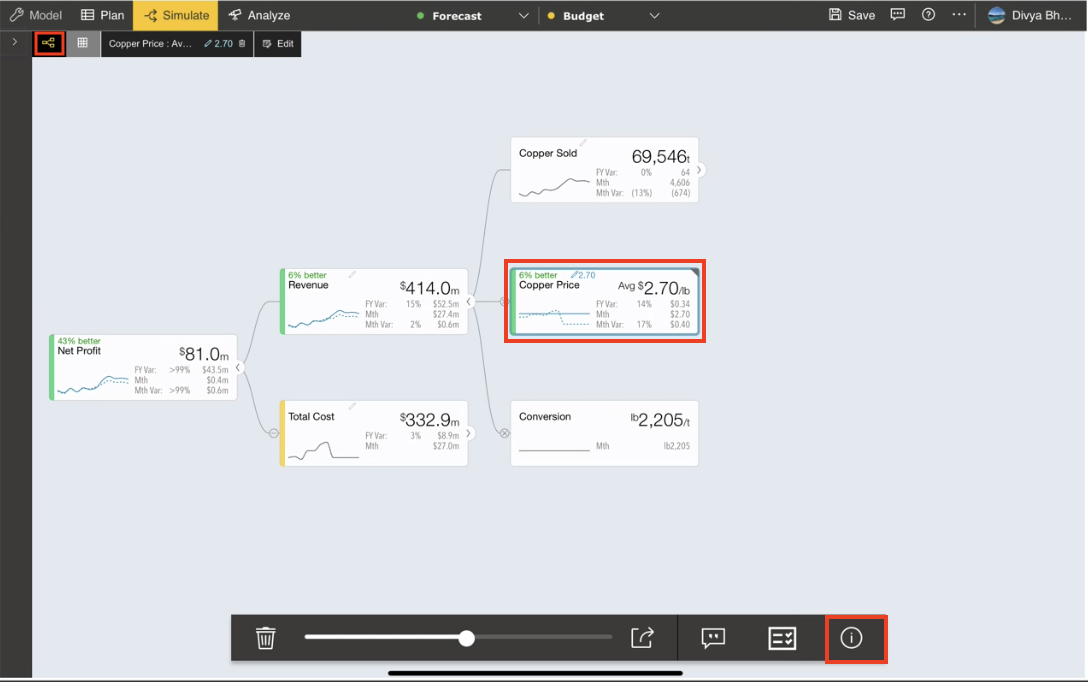 Model Plan Simulate Analyze Forecast Budget Save Divya Bh...
Copper Price : Av... 2.70 Edit
Copper Sold 69,546t
FY Var: 0% 64
Mth 4,606
Mth Var: (13%) (674)
6% better
Revenue $414.0m
FY Var: 15% $52.5m
Mth $27.4m
Mth Var: 2% $0.6m
6% better 2.70
Copper Price Avg $2.70/lb
FY Var: 14% $0.34
Mth $2.70
Mth Var: 17% $0.40
43% better
Net Profit $81.0m
FY Var: >99% $43.5m
Mth $0.4m
Mth Var: >99% $0.6m
Total Cost $332.9m
FY Var: 3% $8.9m
Mth $27.0m
Conversion lb2,205/t
Mth lb2,205